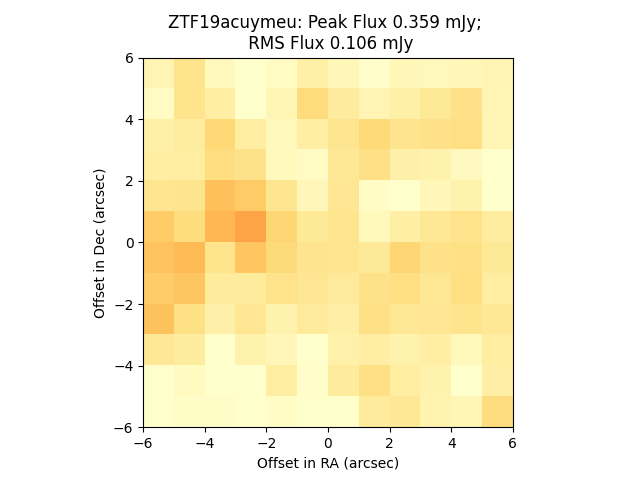 ZTF19acuymeu: Peak Flux 0.359 mJy;
RMS Flux 0.106 mJy
6
4
2
0
−2
−4
−6
Offset in Dec (arcsec)
−6 −4 −2 0 2 4 6
Offset in RA (arcsec)